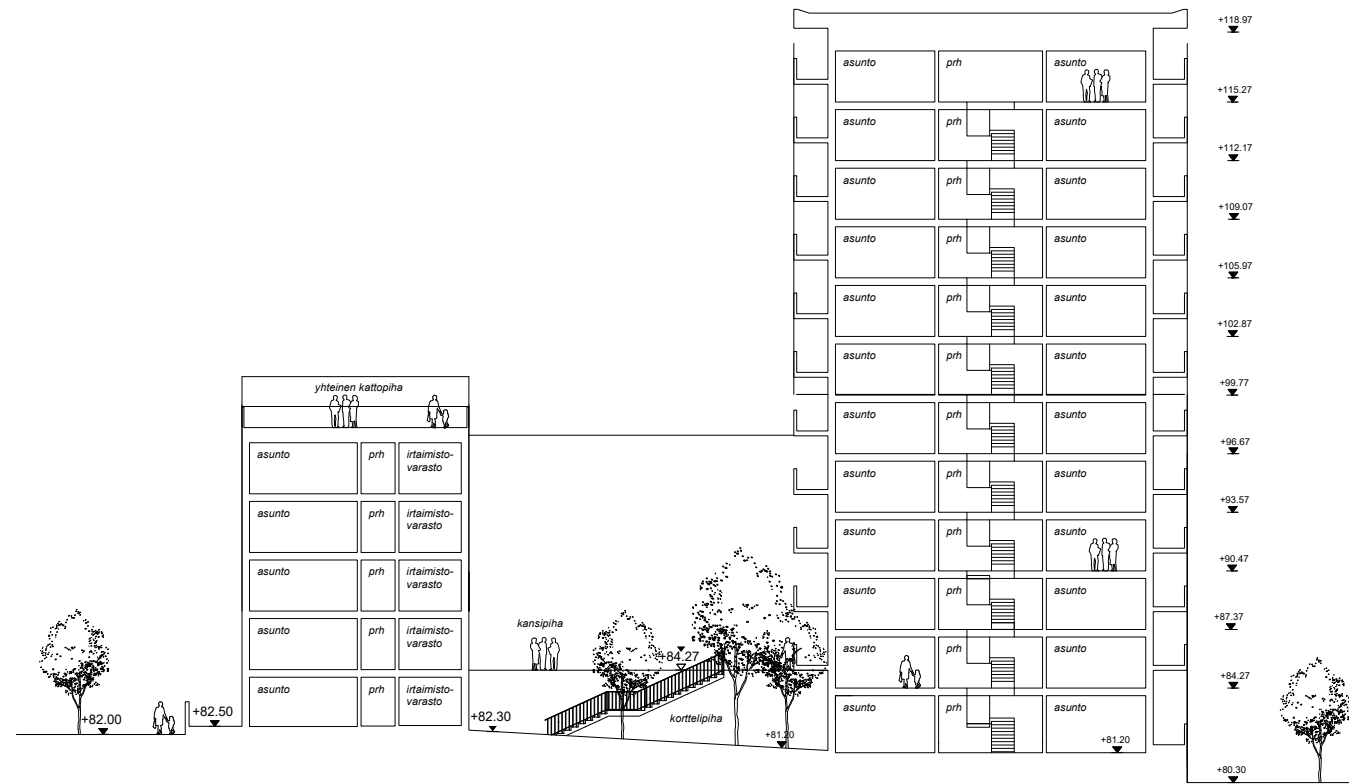 +118.97
asunto prh asunto
+115.27
asunto prh asunto
+112.17
asunto prh asunto
+109.07
asunto prh asunto
+105.97
asunto prh asunto
+102.87
asunto prh asunto
yhteinen kattopiha
+99.77
asunto prh asunto
+96.67
asunto prh irtaimisto-
varasto
asunto prh asunto
+93.57
asunto prh irtaimisto-
varasto
asunto prh asunto
+90.47
asunto prh irtaimisto-
varasto
asunto prh asunto
+87.37
asunto prh irtaimisto-
varasto
kansipiha
+84.27
asunto prh asunto
+84.27
asunto prh irtaimisto-
varasto
asunto prh asunto
+82.00
+82.50
+82.30
korttelipiha
+81.20
+81.20
+80.30